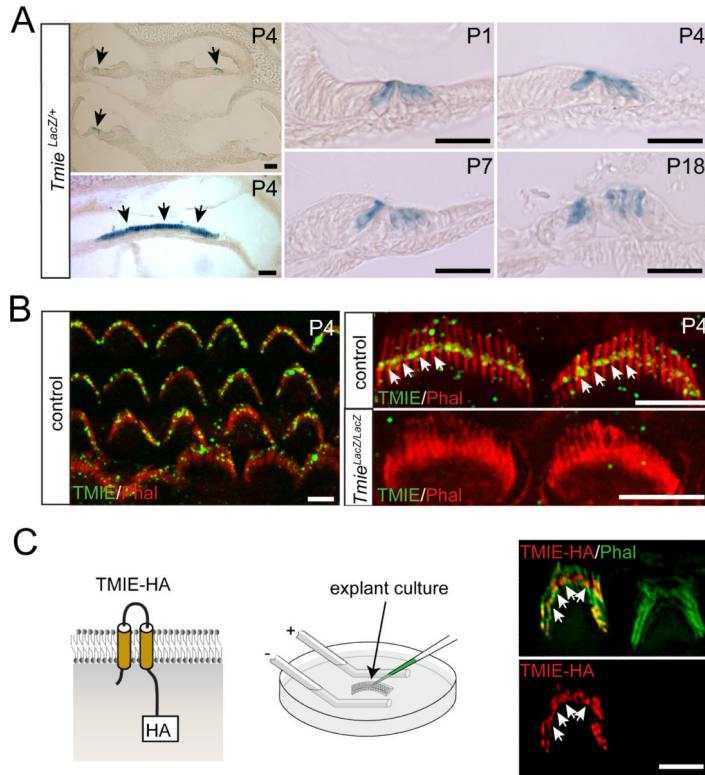 A
Tmie LacZ/+
P4
P1
P4
P4
P7
P18
B
control
P4
TMIE/Phal
control
P4
TMIE/Phal
Tmie LacZ/LacZ
TMIE/Phal
C
TMIE-HA
HA
explant culture
+
-
TMIE-HA/Phal
TMIE-HA